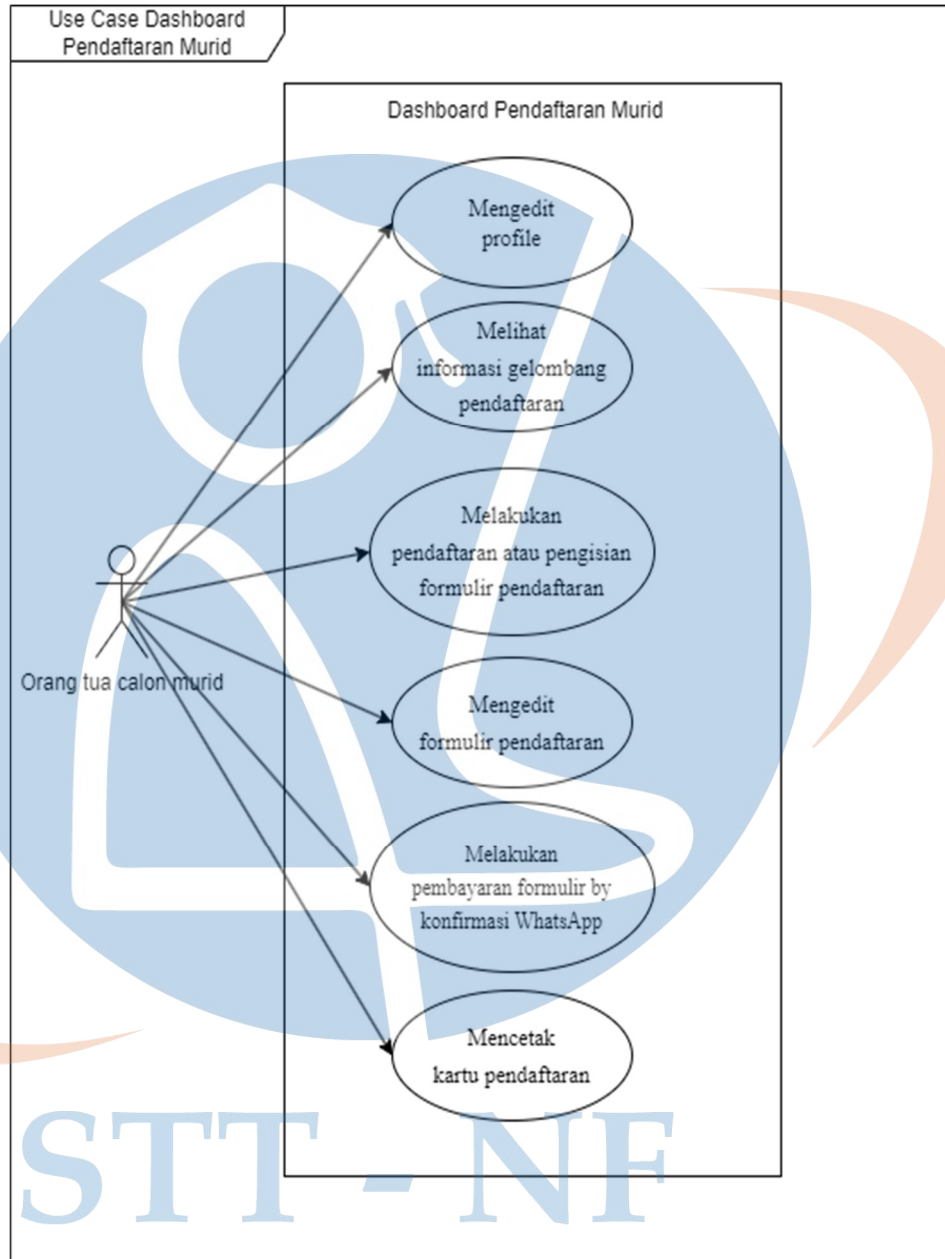 Use Case Dashboard
Pendaftaran Murid
Dashboard Pendaftaran Murid
Mengedit
profile
Melihat
informasi gelombang
pendaftaran
Melakukan
pendaftaran atau pengisian
formulir pendaftaran
Orang tua calon murid
Mengedit
formulir pendaftaran
Melakukan
pembayaran formulir by
konfirmasi WhatsApp
Mencetak
kartu pendaftaran
STT - NF